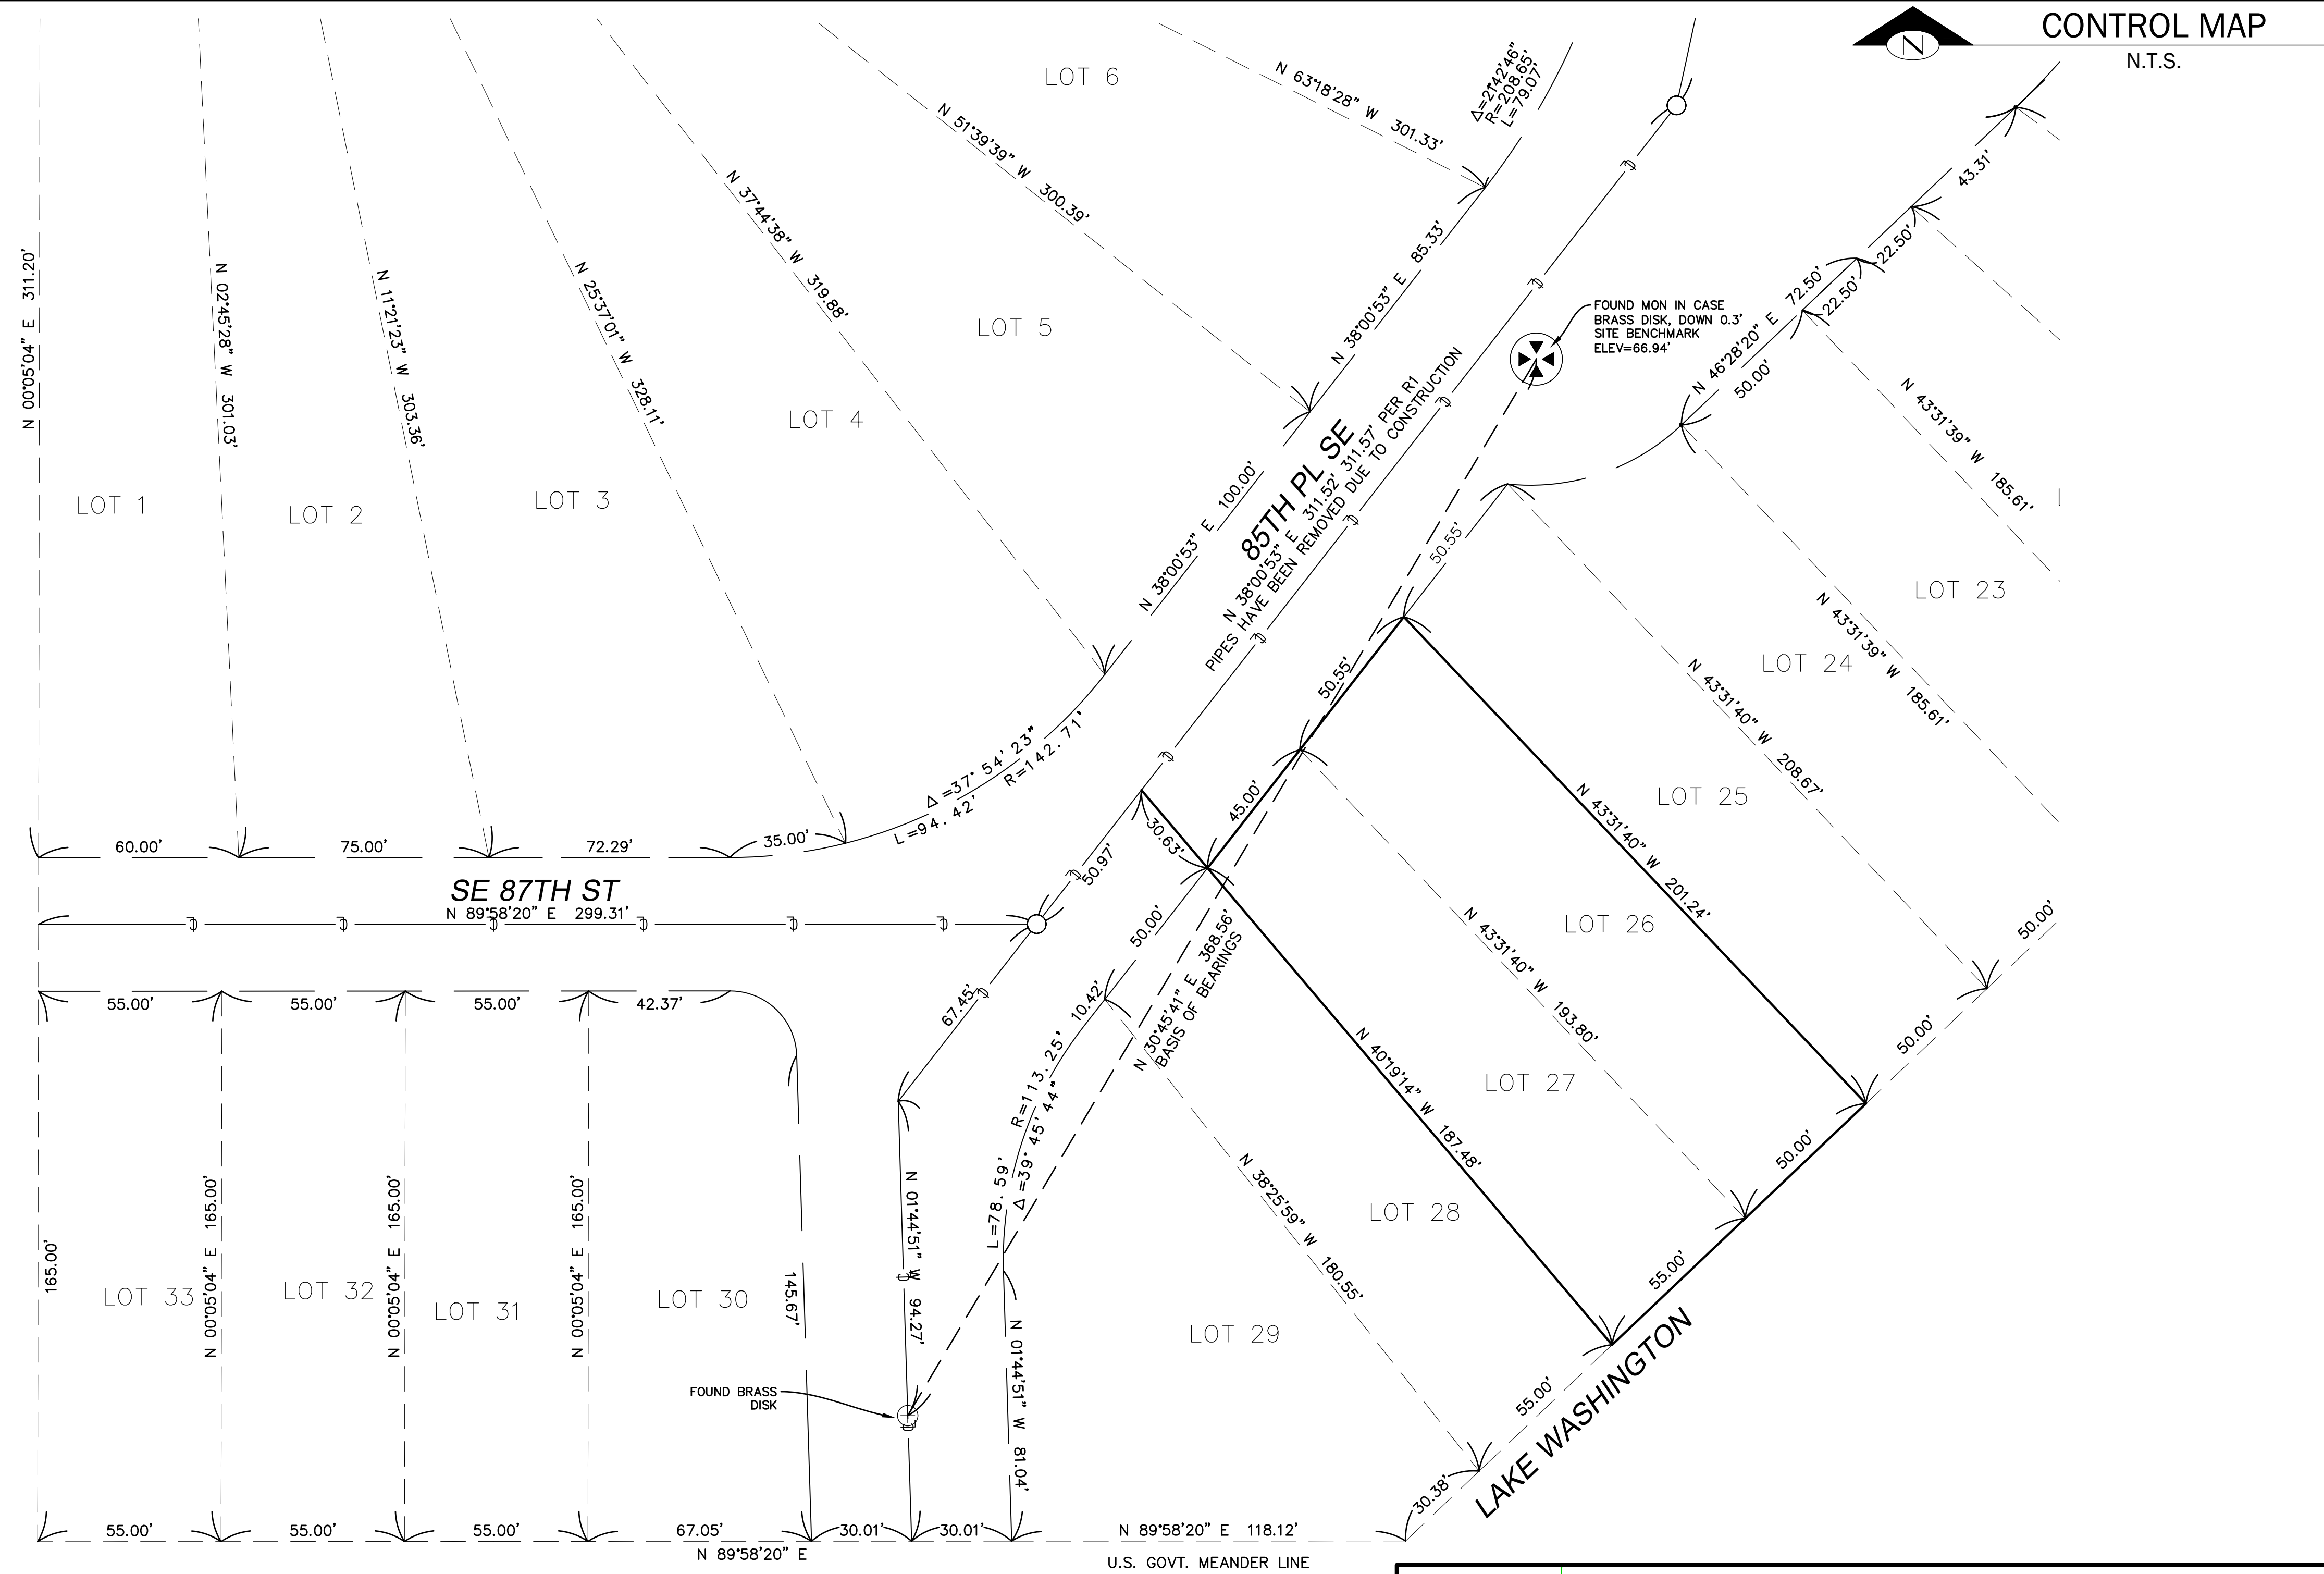 CONTROL MAP
N
N.T.S.
LOT 6
N 63°18'28" W 301.33'
Δ=21°42'46"
R=208.65'
L=79.07'
N 51°39'39" W 300.39'
43.31'
N 00°05'04" E 311.20'
N 02°45'28" W 301.03'
N 11°21'23" W 303.36'
N 25°37'01" W 328.11'
N 37°44'38" W 319.88'
N 38°00'53" E 85.33'
22.50'
72.50'
22.50'
N 46°28'20" E
50.00'
FOUND MON IN CASE
BRASS DISK, DOWN 0.3'
SITE BENCHMARK
ELEV=66.94'
LOT 5
LOT 4
LOT 3
LOT 2
LOT 1
N 38°00'53" E 100.00'
85TH PL SE
N 38°00'53" E 311.52' 311.57' PER R1
PIPES HAVE BEEN REMOVED DUE TO CONSTRUCTION
50.55'
N 43°31'39" W 185.61'
LOT 23
N 43°31'39" W 185.61'
LOT 24
N 43°31'40" W 208.67'
LOT 25
50.55'
45.00'
30.63'
50.97'
N 43°31'40" W 201.24'
LOT 26
N 43°31'40" W 193.80'
LOT 27
Δ=37°54'23"
L=94.42' R=142.71'
60.00'
75.00'
72.29'
35.00'
SE 87TH ST
N 89°58'20" E 299.31'
55.00'
55.00'
55.00'
42.37'
67.45'
50.00'
10.42'
N 30°45'41" E 368.56'
BASIS OF BEARINGS
R=113.25'
L=78.59'
Δ=39°45'44"
N 40°19'14" W 187.48'
LOT 28
50.00'
50.00'
50.00'
55.00'
55.00'
30.38'
N 38°25'59" W 180.55'
LOT 29
LAKE WASHINGTON
165.00'
LOT 33
N 00°05'04" E 165.00'
LOT 32
N 00°05'04" E 165.00'
LOT 31
N 00°05'04" E 165.00'
LOT 30
145.67'
N 01°44'51" W 94.27'
N 01°44'51" W 81.04'
FOUND BRASS
DISK
55.00'
55.00'
55.00'
67.05'
30.01'
30.01'
N 89°58'20" E 118.12'
N 89°58'20" E
U.S. GOVT. MEANDER LINE